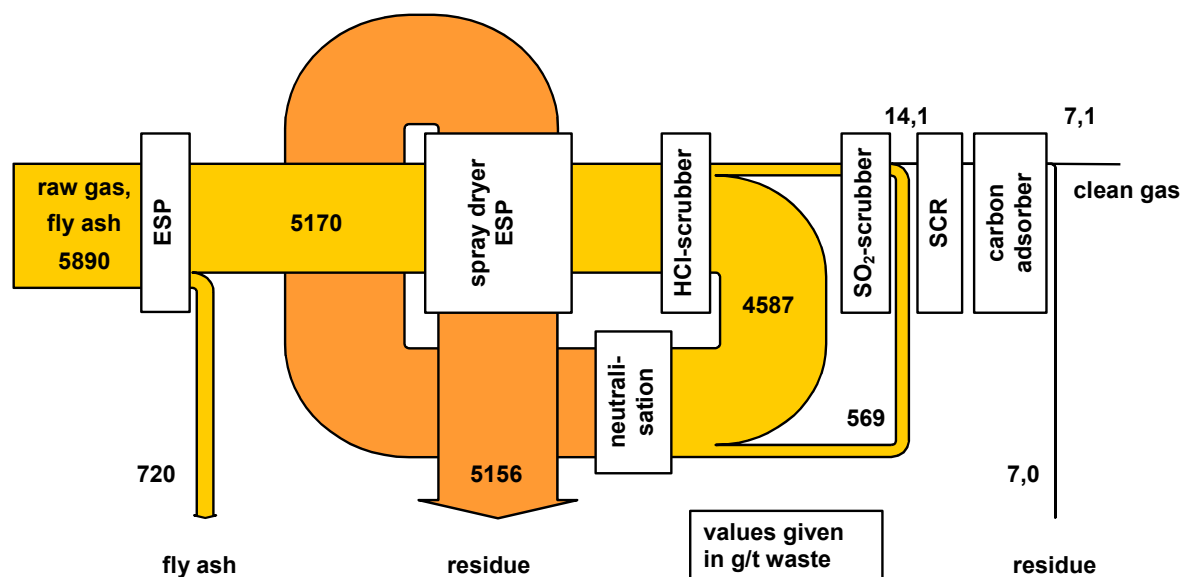 14,1
7,1
raw gas,
fly ash
5890
ESP
5170
spray dryer
ESP
HCl-scrubber
SO₂-scrubber
SCR
carbon
adsorber
clean gas
4587
neutrali-
sation
569
720
5156
7,0
values given
in g/t waste
fly ash
residue
residue